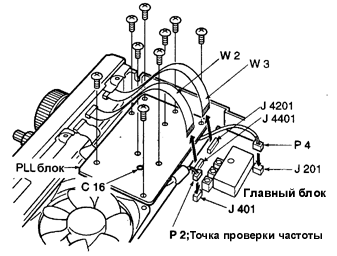 W 2
W 3
J 4201
J 4401
P 4
PLL блок
J 201
C 16
Главный блок
J 401
P 2;Точка проверки частоты